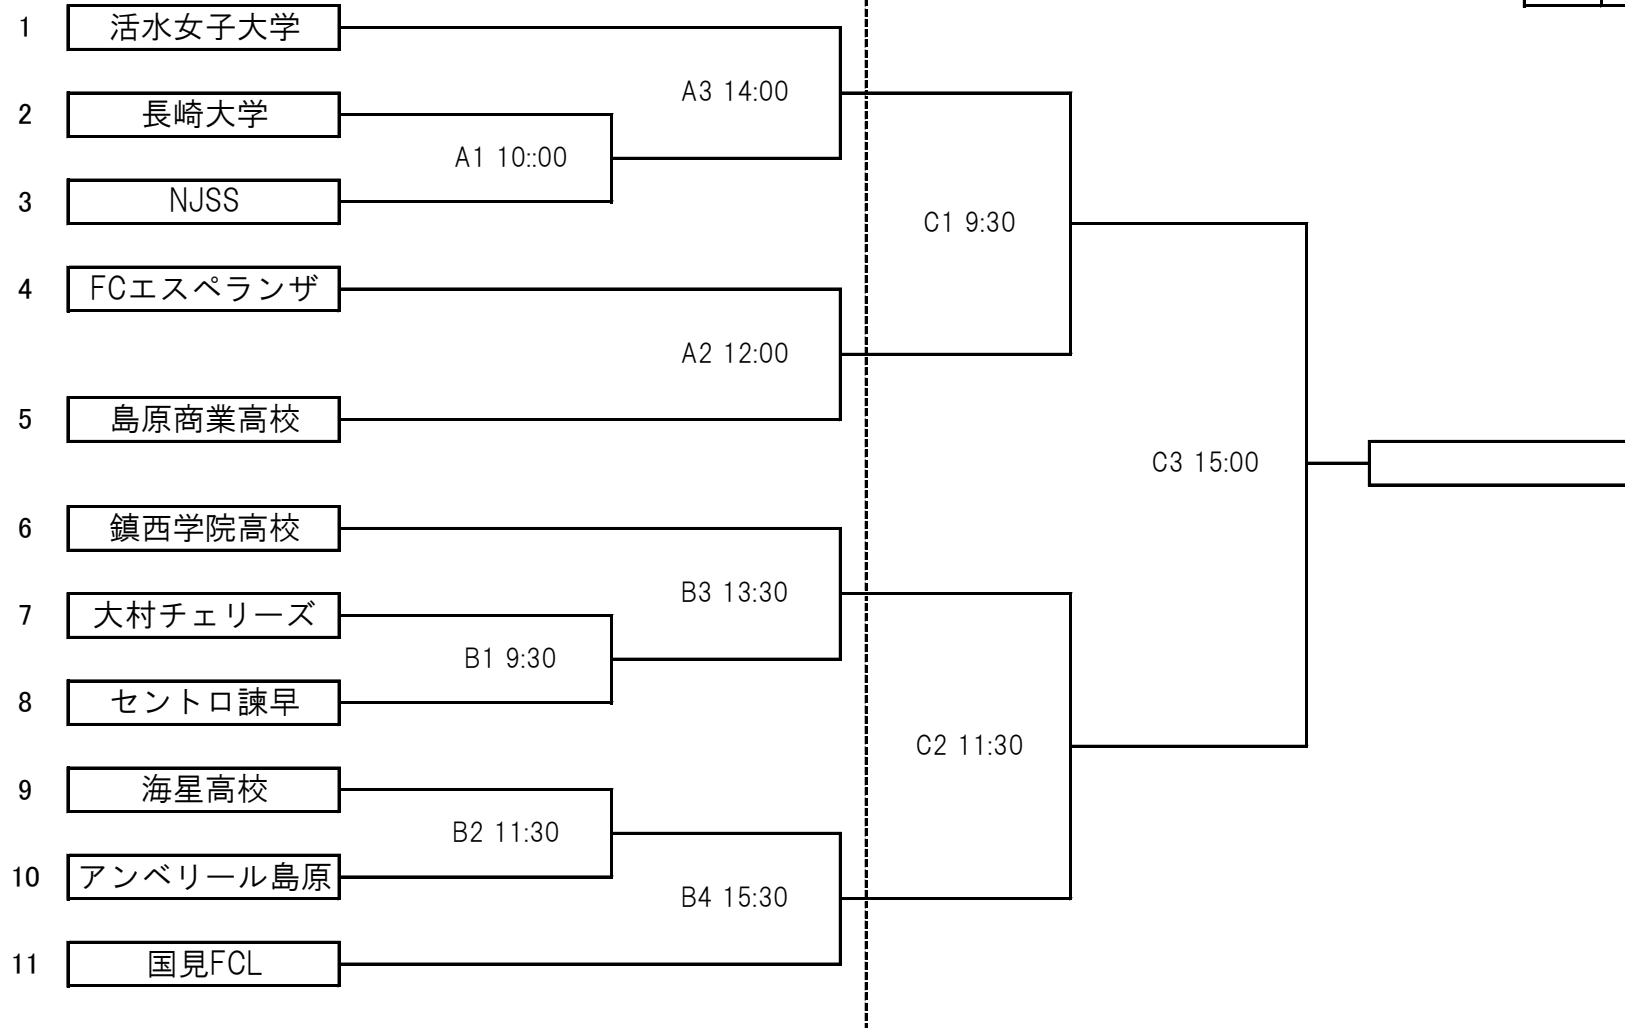 1 活水女子大学
A3 14:00
2 長崎大学
A1 10::00
3 NJSS
C1 9:30
4 FCエスペランザ
A2 12:00
5 島原商業高校
C3 15:00
6 鎮西学院高校
B3 13:30
7 大村チェリーズ
B1 9:30
8 セントロ諫早
C2 11:30
9 海星高校
B2 11:30
10 アンベリール島原
B4 15:30
11 国見FCL